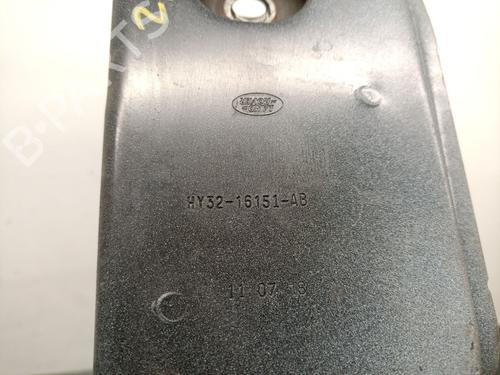 LAND-
-ROVER
HY32-16151-AB
11 07 18
B-PARTS